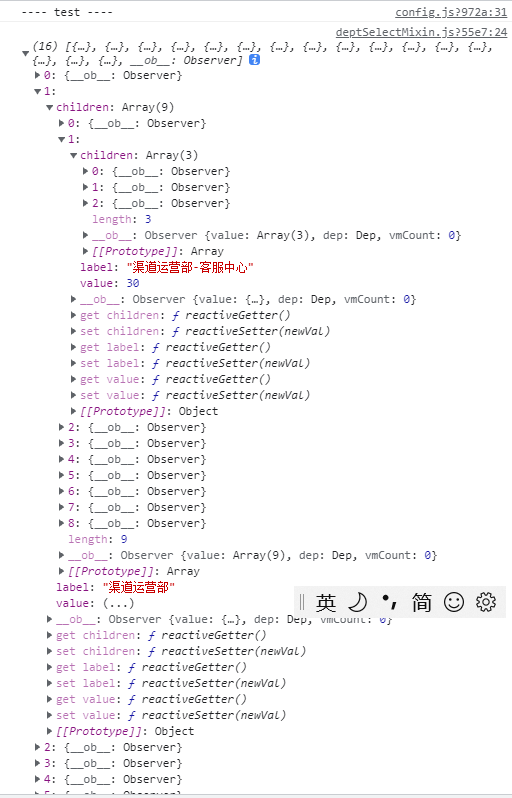 ---- test ----
config.js?972a:31
deptSelectMixin.js?55e7:24
(16) [{…}, {…}, {…}, {…}, {…}, {…}, {…}, {…}, {…}, {…}, {…}, {…}, {…},
{…}, {…}, {…}, __ob__: Observer] i
0: {__ob__: Observer}
1:
children: Array(9)
0: {__ob__: Observer}
1:
children: Array(3)
0: {__ob__: Observer}
1: {__ob__: Observer}
2: {__ob__: Observer}
length: 3
__ob__: Observer {value: Array(3), dep: Dep, vmCount: 0}
[[Prototype]]: Array
label: "渠道运营部-客服中心"
value: 30
__ob__: Observer {value: {…}, dep: Dep, vmCount: 0}
get children: ƒ reactiveGetter()
set children: ƒ reactiveSetter(newVal)
get label: ƒ reactiveGetter()
set label: ƒ reactiveSetter(newVal)
get value: ƒ reactiveGetter()
set value: ƒ reactiveSetter(newVal)
[[Prototype]]: Object
2: {__ob__: Observer}
3: {__ob__: Observer}
4: {__ob__: Observer}
5: {__ob__: Observer}
6: {__ob__: Observer}
7: {__ob__: Observer}
8: {__ob__: Observer}
length: 9
__ob__: Observer {value: Array(9), dep: Dep, vmCount: 0}
[[Prototype]]: Array
label: "渠道运营部"
value: (...)
英 简
__ob__: Observer {value: {…}, dep: Dep, vmCount: 0}
get children: ƒ reactiveGetter()
set children: ƒ reactiveSetter(newVal)
get label: ƒ reactiveGetter()
set label: ƒ reactiveSetter(newVal)
get value: ƒ reactiveGetter()
set value: ƒ reactiveSetter(newVal)
[[Prototype]]: Object
2: {__ob__: Observer}
3: {__ob__: Observer}
4: {__ob__: Observer}